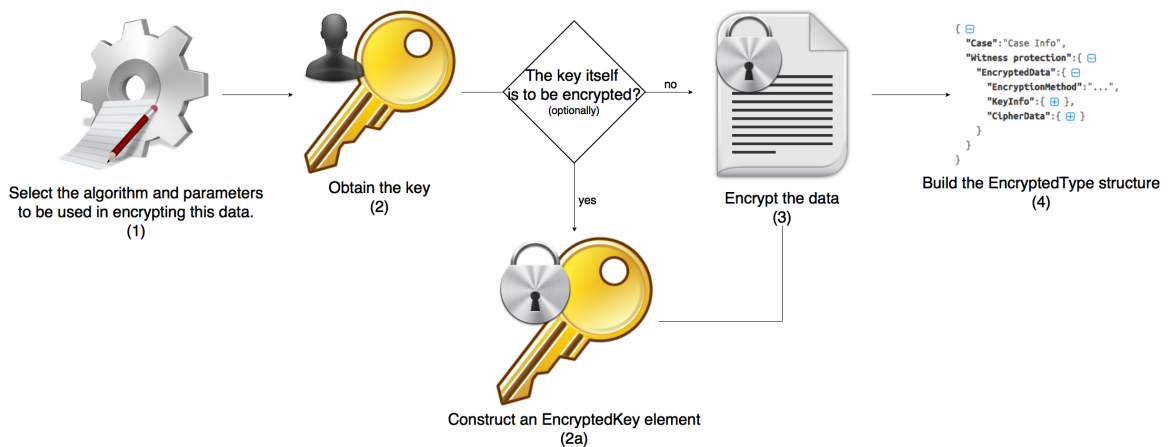 Select the algorithm and parameters
to be used in encrypting this data.
(1)
Obtain the key
(2)
The key itself
is to be encrypted?
(optionally)
no
yes
Construct an EncryptedKey element
(2a)
Encrypt the data
(3)
{
"Case":"Case Info",
"Witness protection":{
"EncryptedData":{
"EncryptionMethod":"...",
"KeyInfo":{ },
"CipherData":{ }
}
}
}
Build the EncryptedType structure
(4)